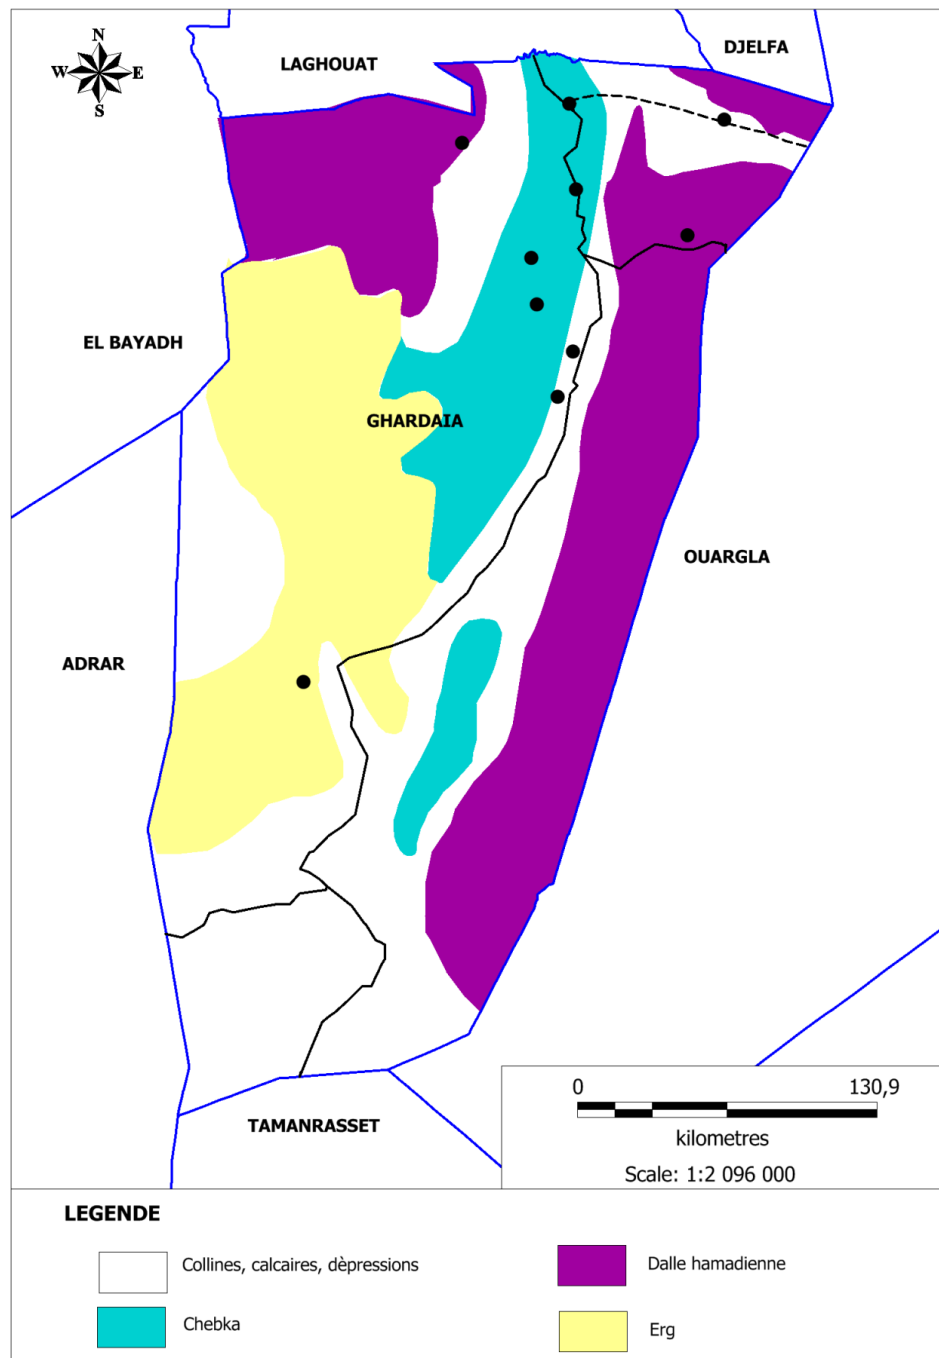 N
W E
S
LAGHOUAT
DJELFA
EL BAYADH
GHARDAIA
OUARGLA
ADRAR
TAMANRASSET
0 130,9
kilometres
Scale: 1:2 096 000
LEGENDE
Collines, calcaires, dèpressions
Dalle hamadienne
Chebka
Erg